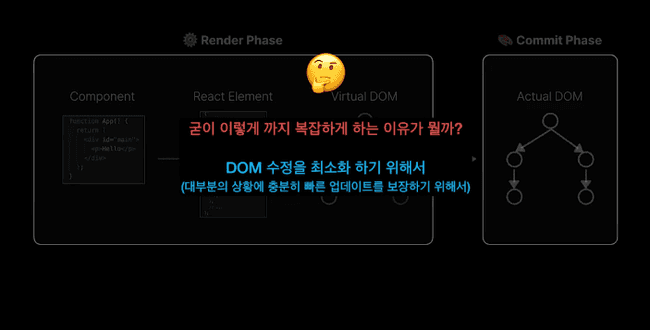 Render Phase
Commit Phase
Component
React Element
Virtual DOM
Actual DOM
function App() {
return (
<div id="main">
<p>Hello</p>
</div>
);
}
굳이 이렇게 까지 복잡하게 하는 이유가 뭘까?
DOM 수정을 최소화 하기 위해서
(대부분의 상황에 충분히 빠른 업데이트를 보장하기 위해서)